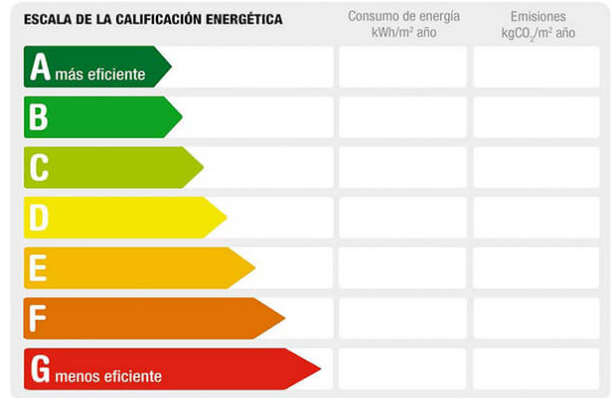 ESCALA DE LA CALIFICACIÓN ENERGÉTICA
Consumo de energía
kWh/m² año
Emisiones
kgCO₂/m² año
A más eficiente
B
C
D
E
F
G menos eficiente